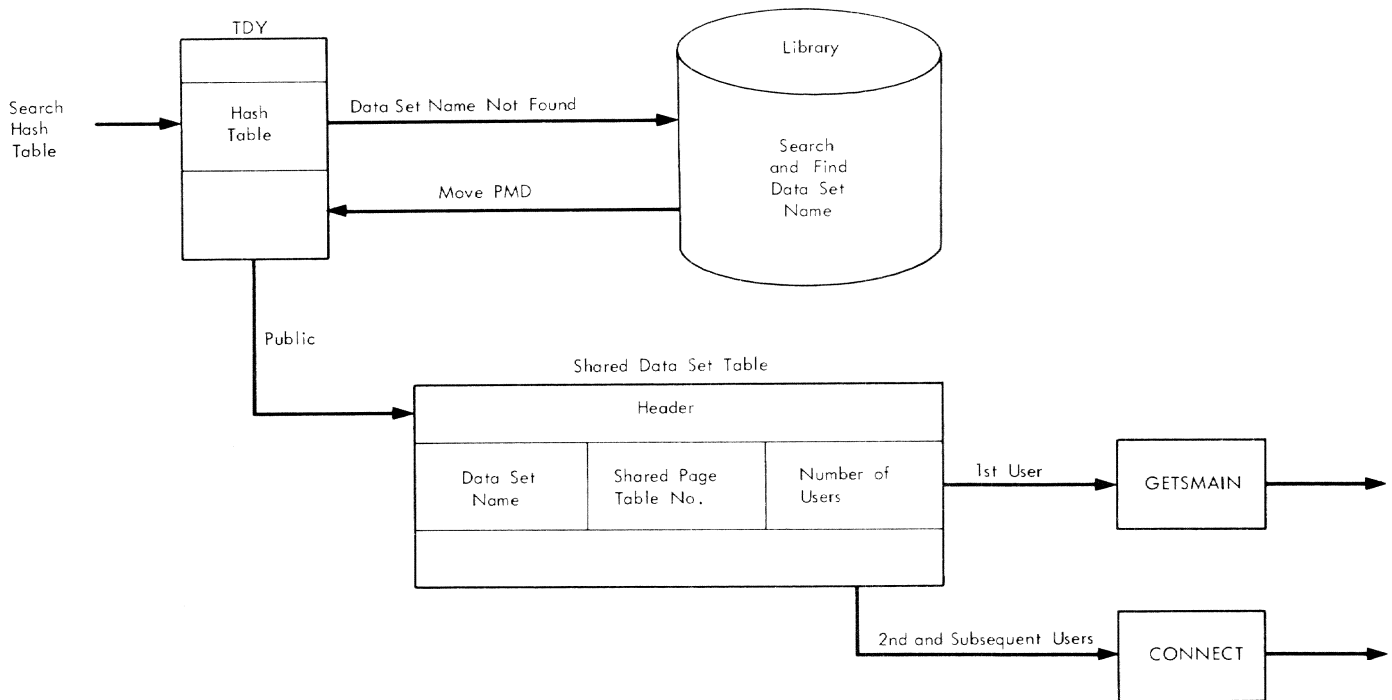 TDY
Library
Search
Hash
Table
Hash
Table
Data Set Name Not Found
Search
and Find
Data Set
Name
Move PMD
Public
Shared Data Set Table
Header
Data Set
Name
Shared Page
Table No.
Number of
Users
1st User
GETSMAIN
2nd and Subsequent Users
CONNECT